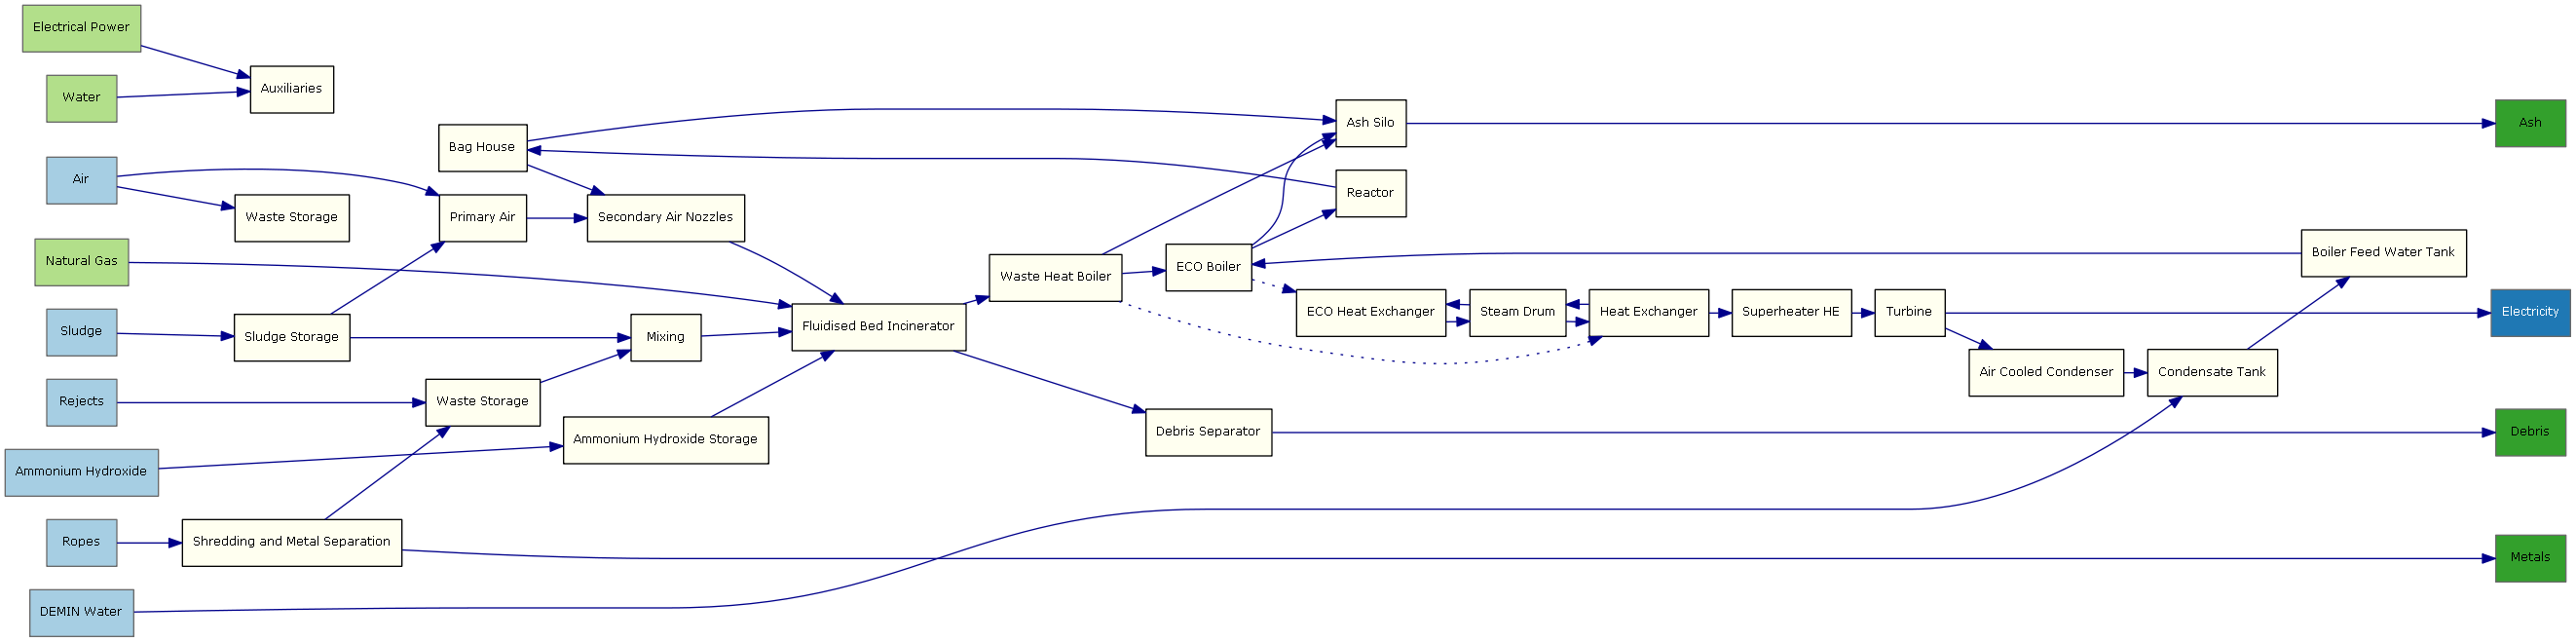 Electrical Power
Water
Auxiliaries
Air
Waste Storage
Natural Gas
Sludge
Sludge Storage
Rejects
Ammonium Hydroxide
Ropes
Shredding and Metal Separation
DEMIN Water
Bag House
Primary Air
Secondary Air Nozzles
Mixing
Waste Storage
Ammonium Hydroxide Storage
Fluidised Bed Incinerator
Waste Heat Boiler
ECO Boiler
Debris Separator
Ash Silo
Reactor
ECO Heat Exchanger
Steam Drum
Heat Exchanger
Superheater HE
Turbine
Air Cooled Condenser
Condensate Tank
Boiler Feed Water Tank
Ash
Electricity
Debris
Metals